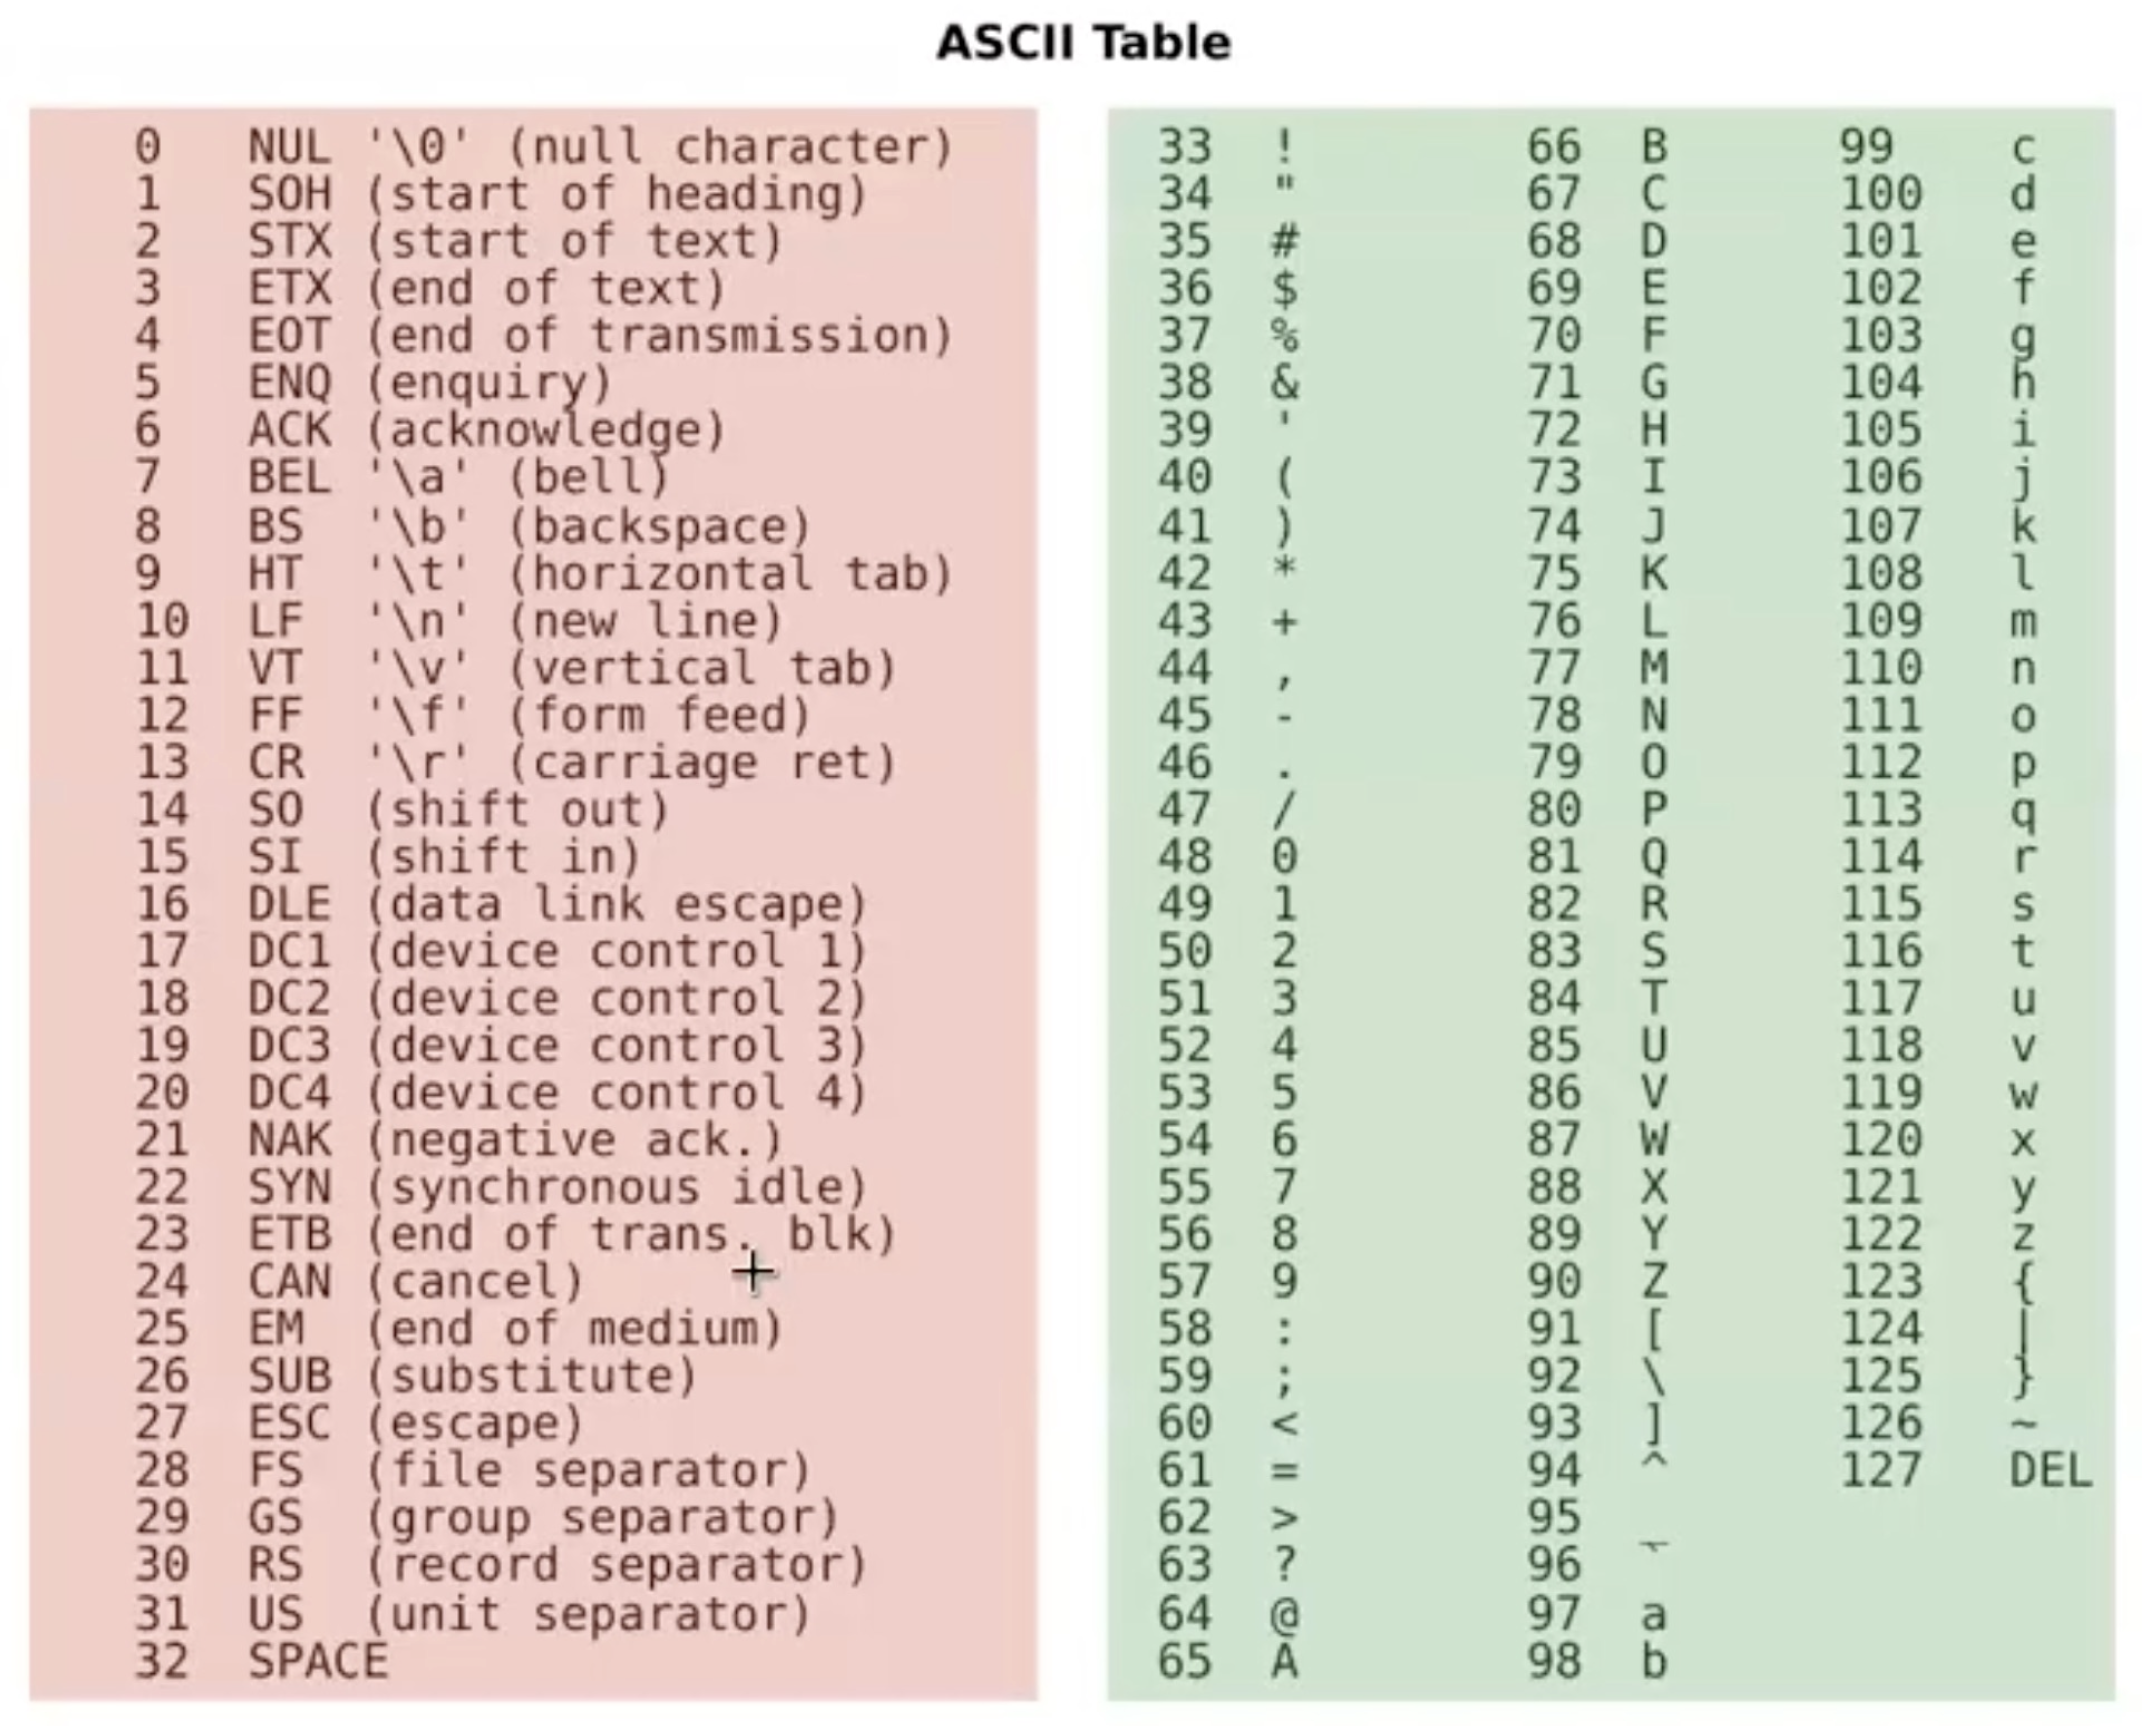 ASCII Table
0 NUL '\0' (null character)
1 SOH (start of heading)
2 STX (start of text)
3 ETX (end of text)
4 EOT (end of transmission)
5 ENQ (enquiry)
6 ACK (acknowledge)
7 BEL '\a' (bell)
8 BS '\b' (backspace)
9 HT '\t' (horizontal tab)
10 LF '\n' (new line)
11 VT '\v' (vertical tab)
12 FF '\f' (form feed)
13 CR '\r' (carriage ret)
14 SO (shift out)
15 SI (shift in)
16 DLE (data link escape)
17 DC1 (device control 1)
18 DC2 (device control 2)
19 DC3 (device control 3)
20 DC4 (device control 4)
21 NAK (negative ack.)
22 SYN (synchronous idle)
23 ETB (end of trans. blk)
24 CAN (cancel)
25 EM (end of medium)
26 SUB (substitute)
27 ESC (escape)
28 FS (file separator)
29 GS (group separator)
30 RS (record separator)
31 US (unit separator)
32 SPACE
33 !
34 "
35 #
36 $
37 %
38 &
39 '
40 (
41 )
42 *
43 +
44 ,
45 -
46 .
47 /
48 0
49 1
50 2
51 3
52 4
53 5
54 6
55 7
56 8
57 9
58 :
59 ;
60 <
61 =
62 >
63 ?
64 @
65 A
66 B
67 C
68 D
69 E
70 F
71 G
72 H
73 I
74 J
75 K
76 L
77 M
78 N
79 O
80 P
81 Q
82 R
83 S
84 T
85 U
86 V
87 W
88 X
89 Y
90 Z
91 [
92 \
93 ]
94 ^
95 _
96 `
97 a
98 b
99 c
100 d
101 e
102 f
103 g
104 h
105 i
106 j
107 k
108 l
109 m
110 n
111 o
112 p
113 q
114 r
115 s
116 t
117 u
118 v
119 w
120 x
121 y
122 z
123 {
124 |
125 }
126 ~
127 DEL